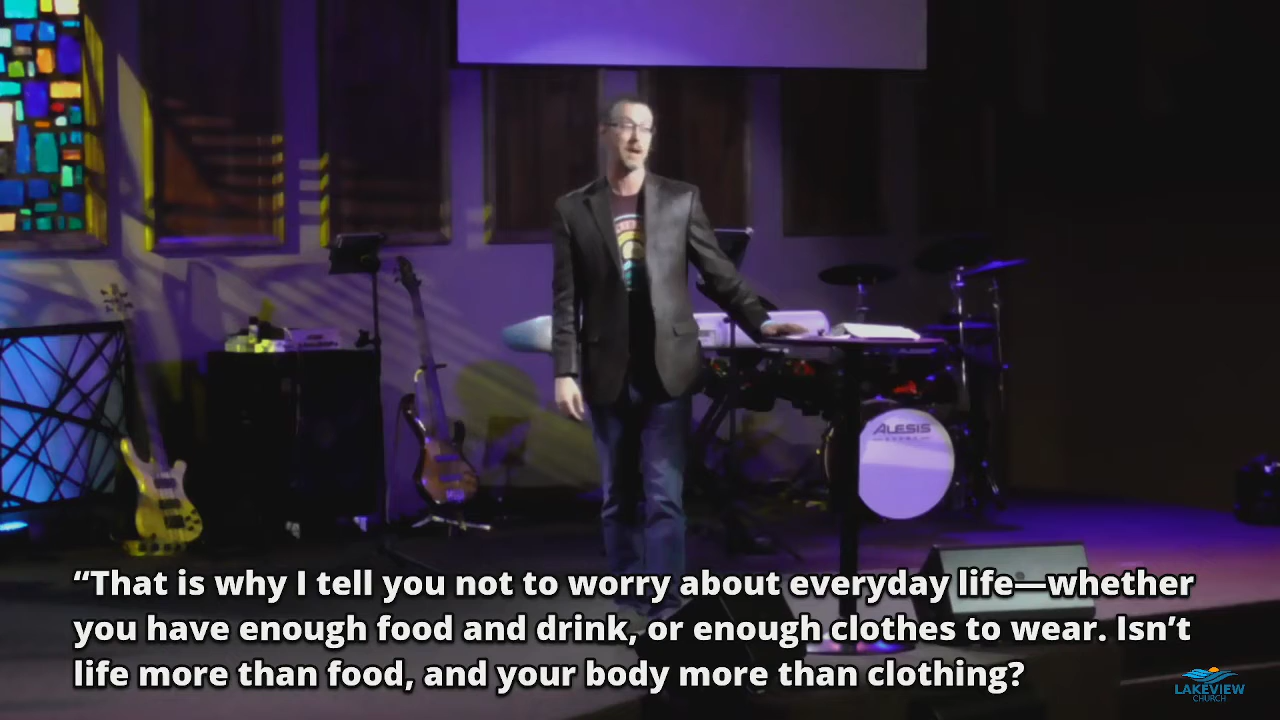 ALESIS
“That is why I tell you not to worry about everyday life—whether
you have enough food and drink, or enough clothes to wear. Isn’t
life more than food, and your body more than clothing?
LAKEVIEW
CHURCH